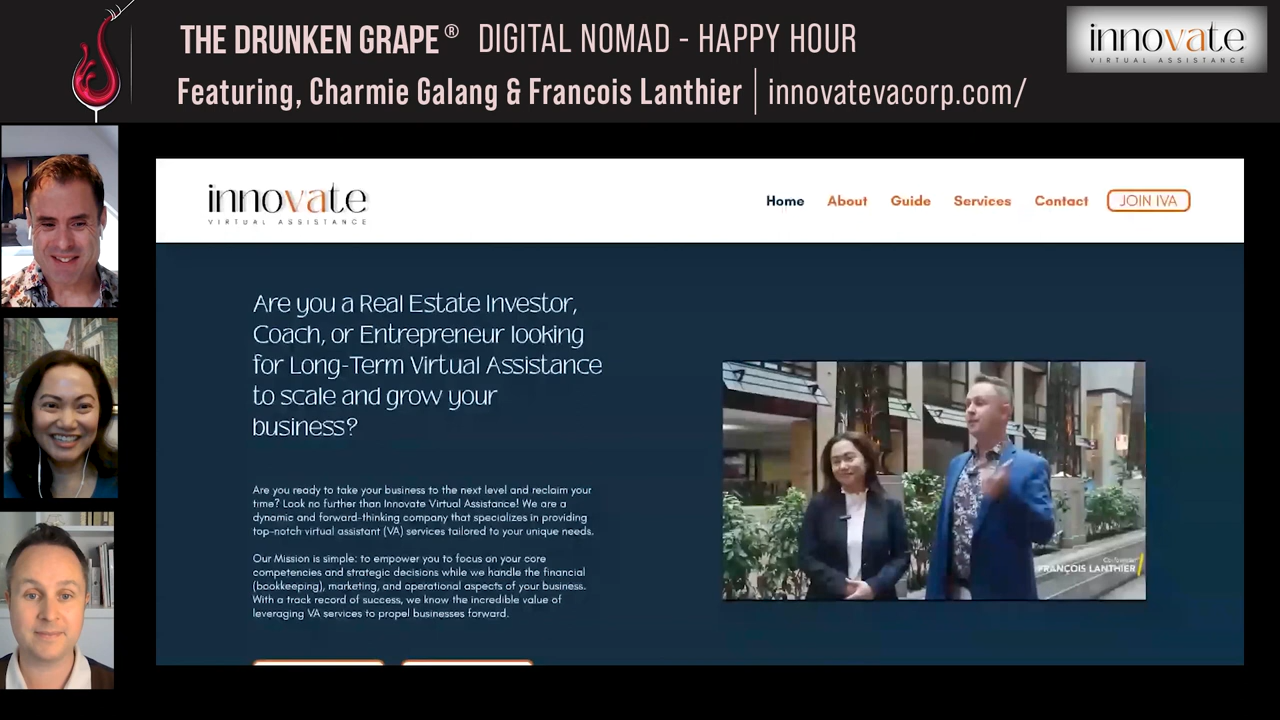 THE DRUNKEN GRAPE® DIGITAL NOMAD - HAPPY HOUR
Featuring, Charmie Galang & Francois Lanthier | innovatevacorp.com/
innovate
VIRTUAL ASSISTANCE
innovate
VIRTUAL ASSISTANCE
Home About Guide Services Contact JOIN IVA
Are you a Real Estate Investor,
Coach, or Entrepreneur looking
for Long-Term Virtual Assistance
to scale and grow your
business?
Are you ready to take your business to the next level and reclaim your
time? Look no further than Innovate Virtual Assistance! We are a
dynamic and forward-thinking company that specializes in providing
top-notch virtual assistant (VA) services tailored to your unique needs.
Our Mission is simple: to empower you to focus on your core
competencies and strategic decisions while we handle the financial
(bookkeeping), marketing, and operational aspects of your business.
With a track record of success, we know the incredible value of
leveraging VA services to propel businesses forward.
FRANÇOIS LANTHIER